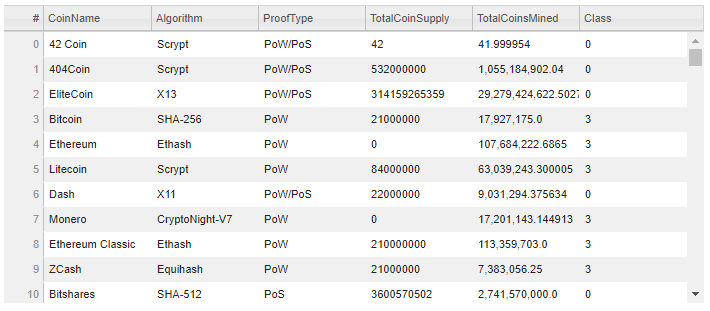 # CoinName Algorithm ProofType TotalCoinSupply TotalCoinsMined Class
0 42 Coin Scrypt PoW/PoS 42 41.999954 0
1 404Coin Scrypt PoW/PoS 532000000 1,055,184,902.04 0
2 EliteCoin X13 PoW/PoS 314159265359 29,279,424,622.5027 0
3 Bitcoin SHA-256 PoW 21000000 17,927,175.0 3
4 Ethereum Ethash PoW 0 107,684,222.6865 3
5 Litecoin Scrypt PoW 84000000 63,039,243.300005 3
6 Dash X11 PoW/PoS 22000000 9,031,294.375634 0
7 Monero CryptoNight-V7 PoW 0 17,201,143.144913 3
8 Ethereum Classic Ethash PoW 210000000 113,359,703.0 3
9 ZCash Equihash PoW 21000000 7,383,056.25 3
10 Bitshares SHA-512 PoS 3600570502 2,741,570,000.0 0